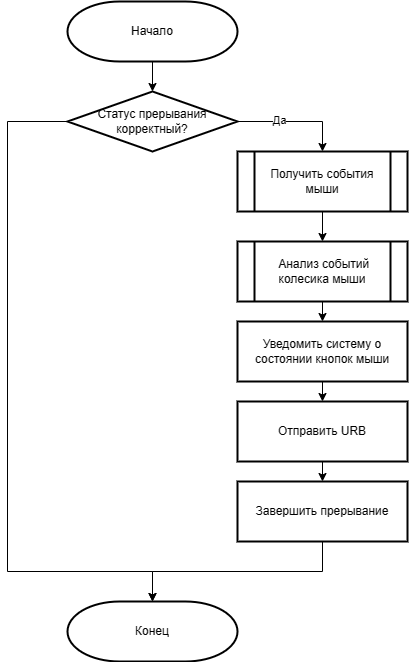 Начало
Статус прерывания
корректный?
Да
Получить события
мыши
Анализ событий
колесика мыши
Уведомить систему о
состоянии кнопок мыши
Отправить URB
Завершить прерывание
Конец